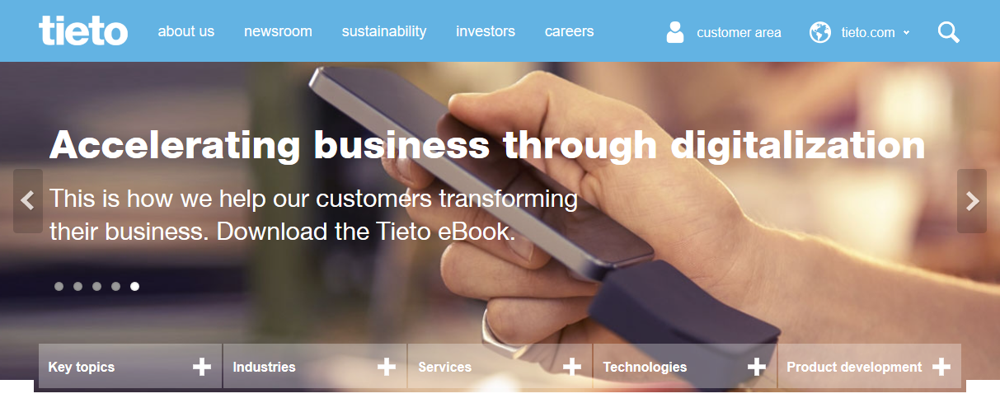 tieto about us newsroom sustainability investors careers customer area tieto.com
Accelerating business through digitalization
This is how we help our customers transforming
their business. Download the Tieto eBook.
Key topics Industries Services Technologies Product development